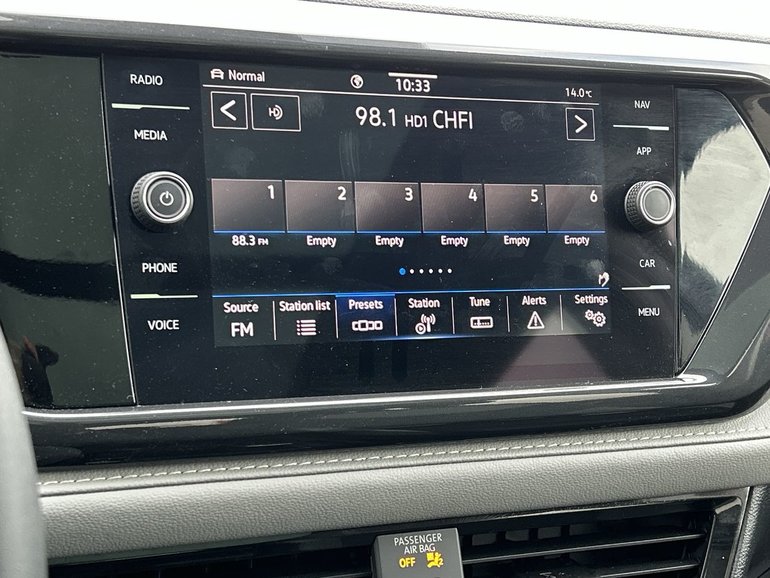 RADIO
MEDIA
PHONE
VOICE
Normal
10:33
14.0°C
98.1 HD1 CHFI
1 2 3 4 5 6
88.3 FM Empty Empty Empty Empty Empty
Source Station list Presets Station Tune Alerts Settings
FM
NAV
APP
CAR
MENU
PASSENGER
AIR BAG
OFF
2